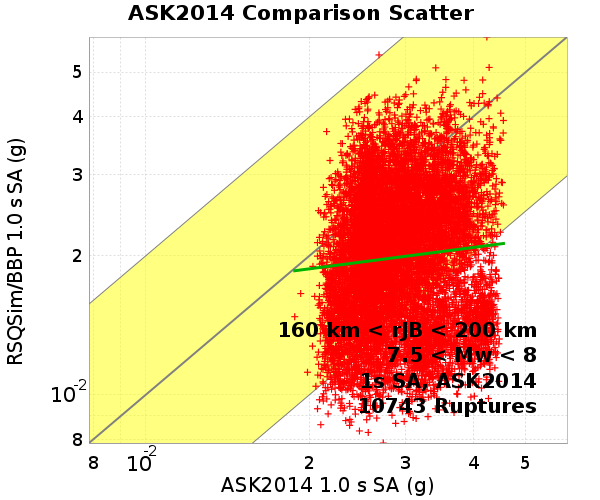 ASK2014 Comparison Scatter
RSQSim/BBP 1.0 s SA (g)
5
4
3
2
10-2
8
160 km < rJB < 200 km
7.5 < Mw < 8
1s SA, ASK2014
10743 Ruptures
8 10-2 2 3 4 5
ASK2014 1.0 s SA (g)